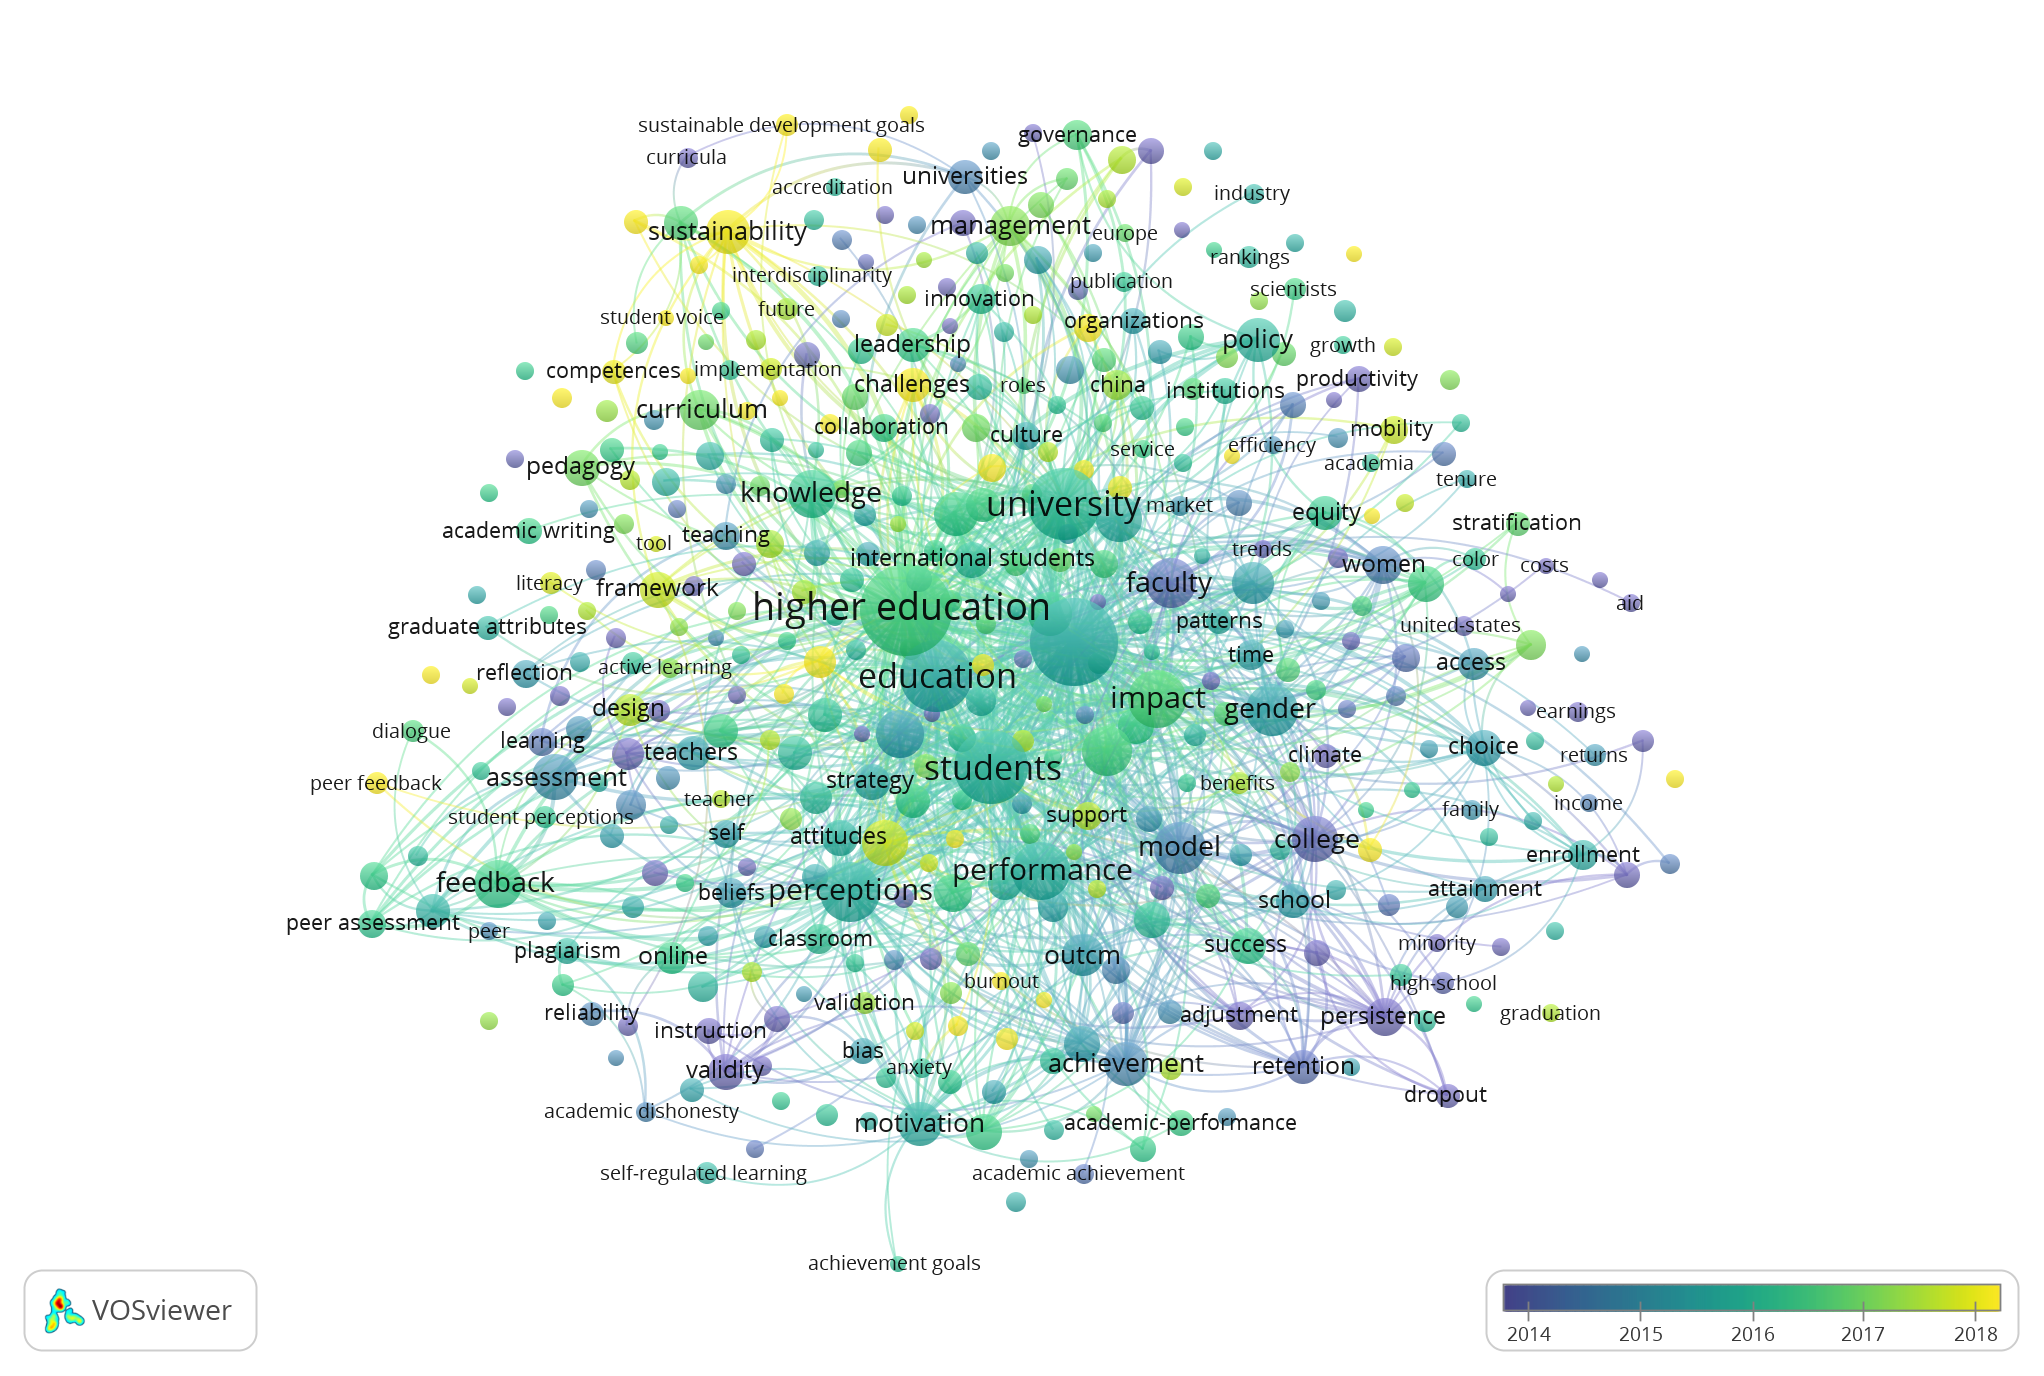 sustainable development goals
governance
curricula
accreditation
universities
industry
sustainability
management
europe
rankings
interdisciplinarity
publication
scientists
innovation
future
student voice
organizations
leadership
policy
growth
competences
implementation
challenges
roles
china
institutions
productivity
curriculum
collaboration
culture
mobility
service
efficiency
academia
pedagogy
tenure
knowledge
university
market
equity
stratification
academic writing
tool
teaching
international students
trends
color
costs
women
literacy
framework
faculty
aid
higher education
graduate attributes
patterns
united-states
time
access
reflection
active learning
education
impact
design
gender
earnings
dialogue
learning
teachers
climate
choice
returns
assessment
strategy
students
peer feedback
benefits
teacher
income
student perceptions
self
attitudes
support
family
college
model
enrollment
performance
feedback
beliefs
perceptions
attainment
school
peer assessment
peer
plagiarism
online
classroom
outcm
success
minority
burnout
high-school
reliability
validation
adjustment
persistence
graduation
instruction
bias
validity
anxiety
achievement
retention
dropout
academic dishonesty
motivation
academic-performance
self-regulated learning
academic achievement
achievement goals
VOSviewer
2014 2015 2016 2017 2018